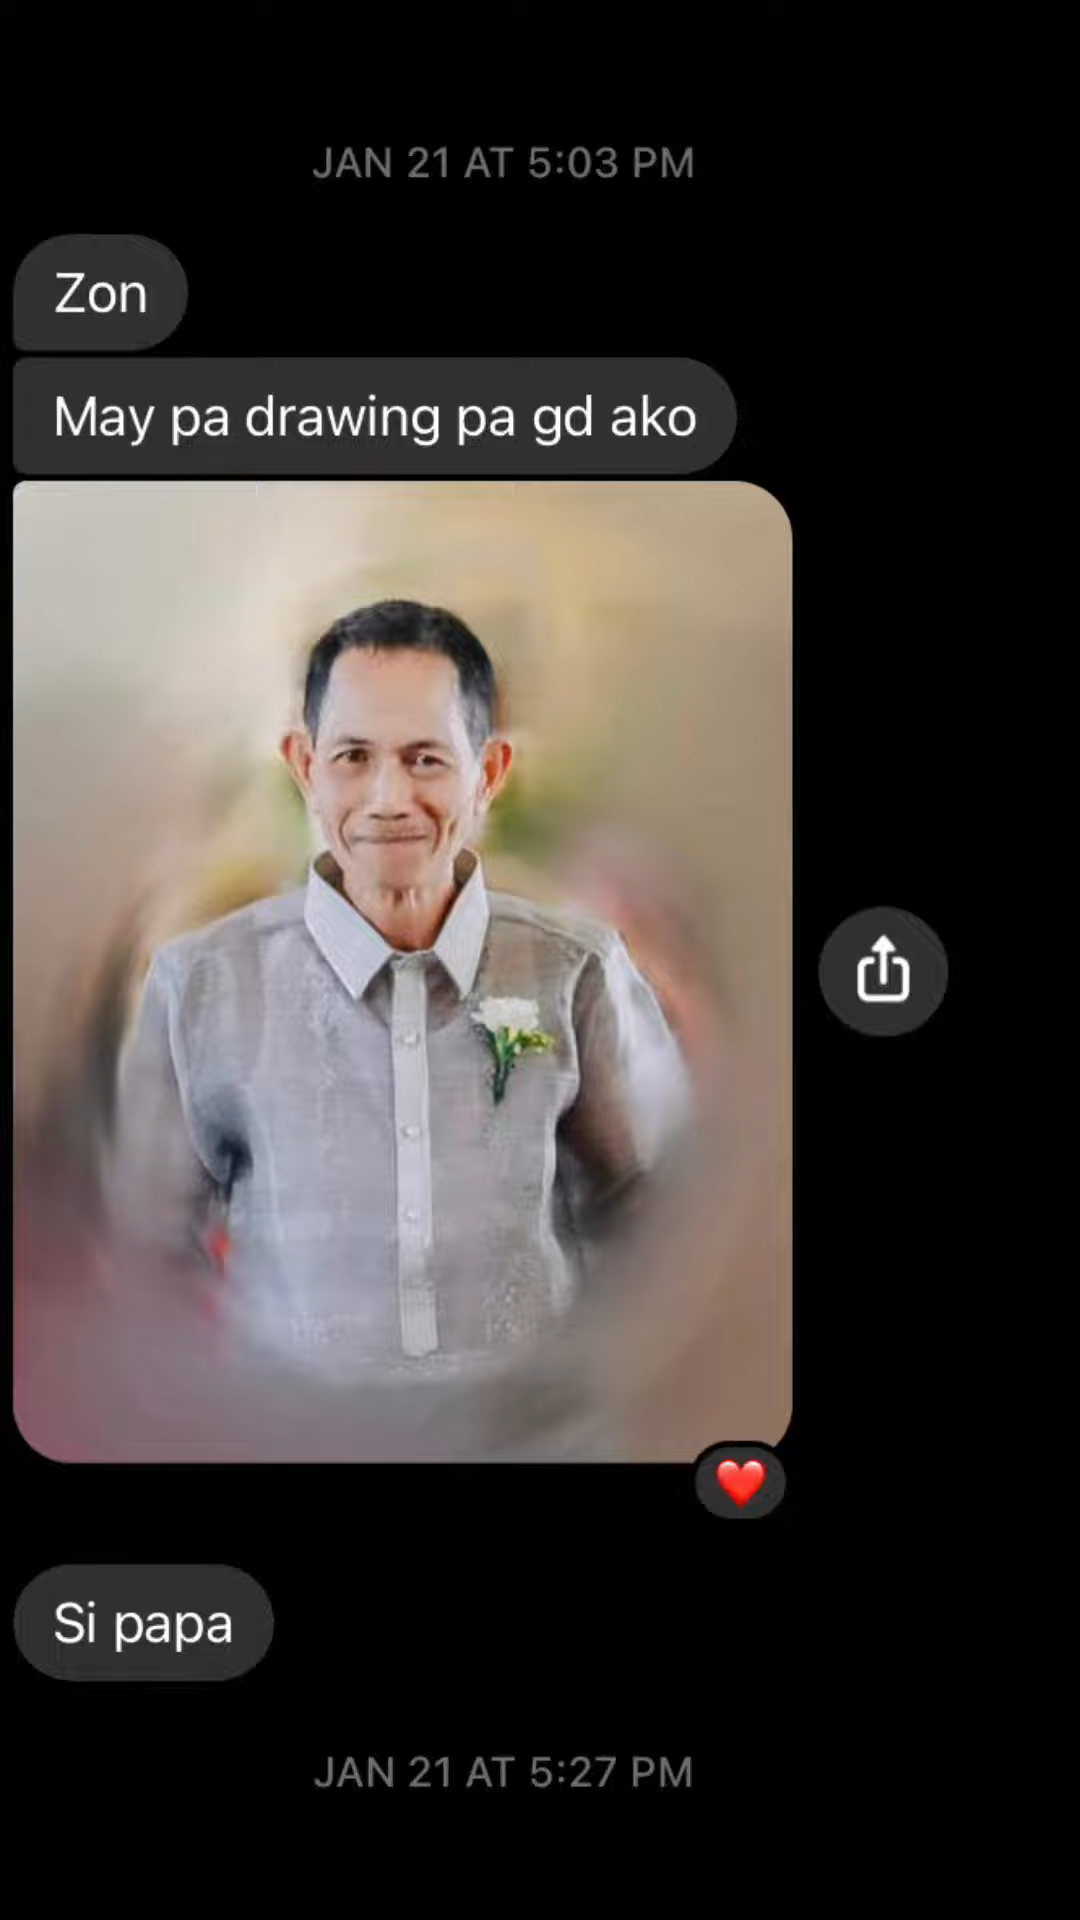 JAN 21 AT 5:03 PM
Zon
May pa drawing pa gd ako
Si papa
JAN 21 AT 5:27 PM